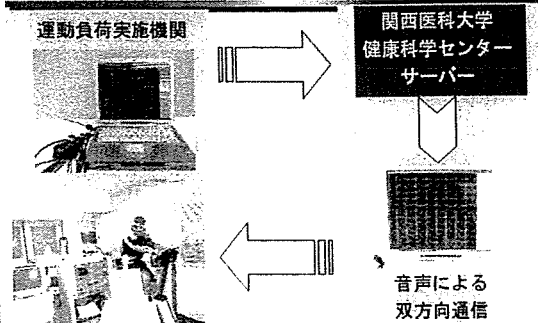 運動負荷実施機関
関西医科大学
健康科学センター
サーバー
音声による
双方向通信